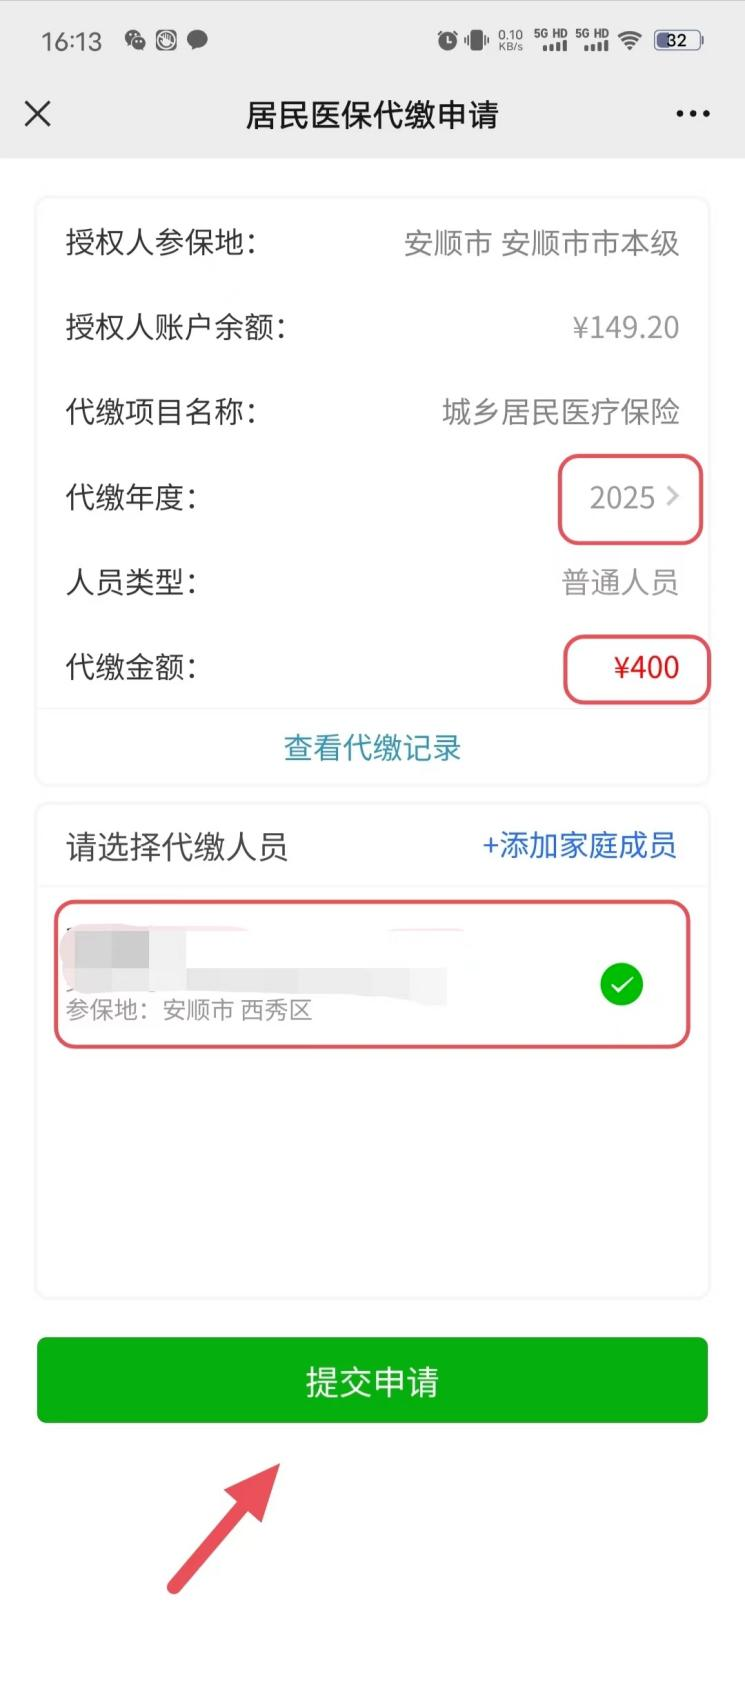 16:13 0.10 KB/s 5G HD 5G HD 32
居民医保代缴申请
授权人参保地： 安顺市 安顺市市本级
授权人账户余额： ¥149.20
代缴项目名称： 城乡居民医疗保险
代缴年度： 2025
人员类型： 普通人员
代缴金额： ¥400
查看代缴记录
请选择代缴人员 +添加家庭成员
参保地：安顺市 西秀区
提交申请